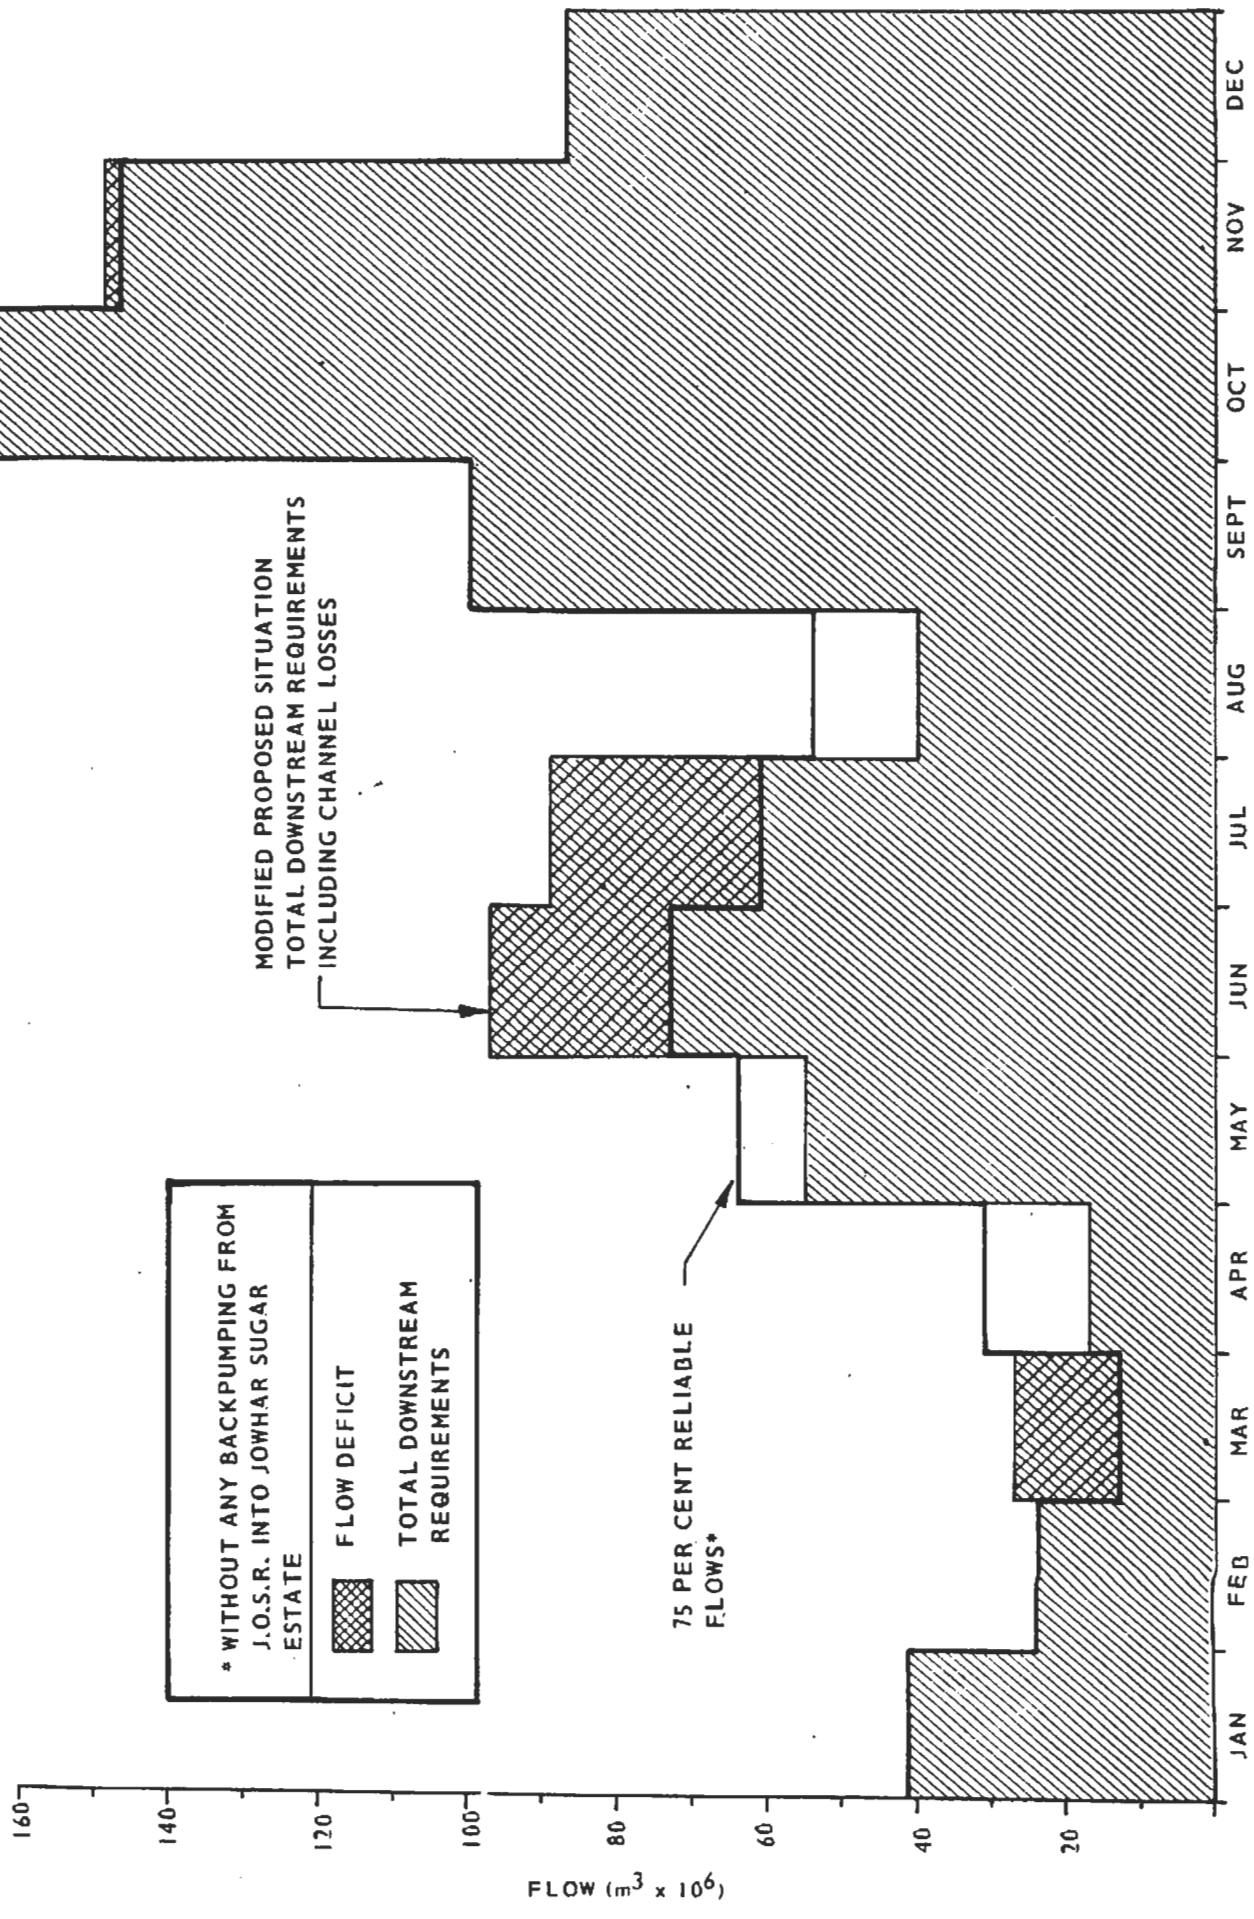 MODIFIED PROPOSED SITUATION
TOTAL DOWNSTREAM REQUIREMENTS
INCLUDING CHANNEL LOSSES
* WITHOUT ANY BACKPUMPING FROM
J.O.S.R. INTO JOWHAR SUGAR
ESTATE
FLOW DEFICIT
TOTAL DOWNSTREAM
REQUIREMENTS
75 PER CENT RELIABLE
FLOWS*
160
140
120
100
80
60
40
20
FLOW (m³ x 10⁶)
JAN
FEB
MAR
APR
MAY
JUN
JUL
AUG
SEPT
OCT
NOV
DEC